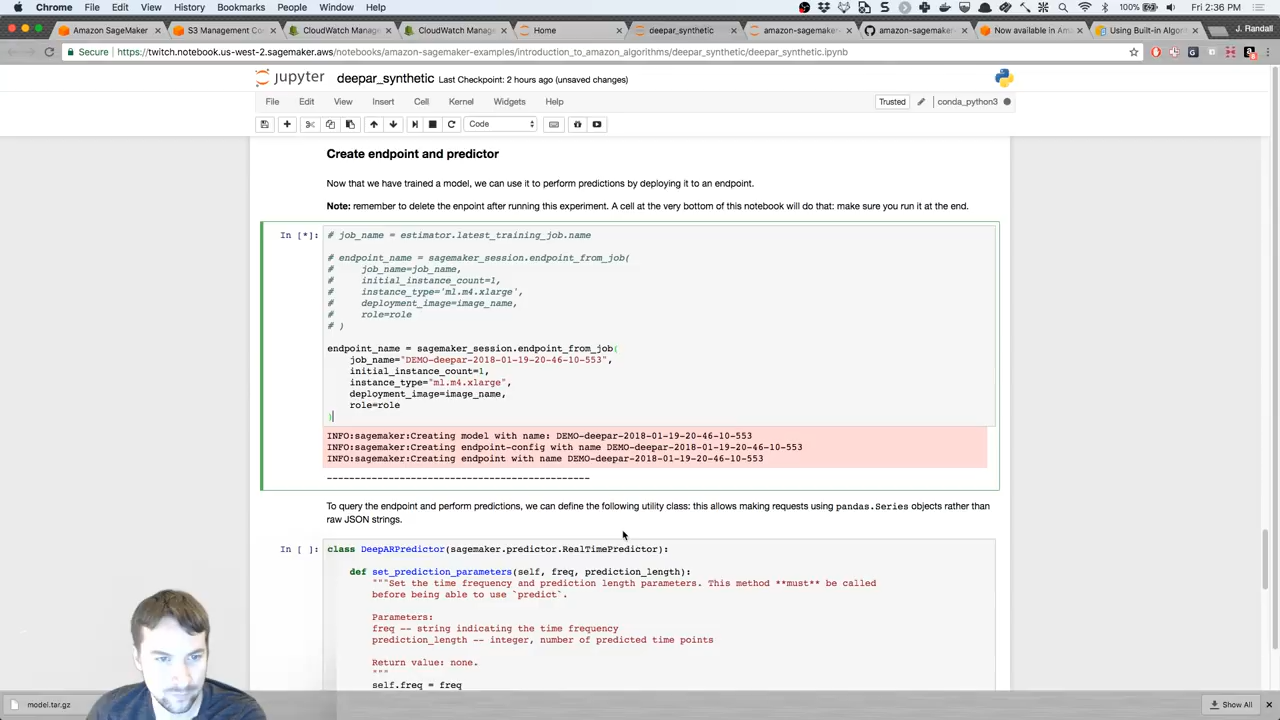 Chrome File Edit View History Bookmarks People Window Help
100% Fri 2:36 PM
Amazon SageMaker
S3 Management Co
CloudWatch Manage
CloudWatch Manage
Home
deepar_synthetic
amazon-sagemaker-
amazon-sagemaker
Now available in Ama
Using Built-in Algor
J. Randall
Secure https://twitch.notebook.us-west-2.sagemaker.aws/notebooks/amazon-sagemaker-examples/introduction_to_amazon_algorithms/deepar_synthetic/deepar_synthetic.ipynb
jupyter deepar_synthetic Last Checkpoint: 2 hours ago (unsaved changes)
File Edit View Insert Cell Kernel Widgets Help
Trusted conda_python3
Code
Create endpoint and predictor
Now that we have trained a model, we can use it to perform predictions by deploying it to an endpoint.
Note: remember to delete the enpoint after running this experiment. A cell at the very bottom of this notebook will do that: make sure you run it at the end.
In [*]: # job_name = estimator.latest_training_job.name
# endpoint_name = sagemaker_session.endpoint_from_job(
# job_name=job_name,
# initial_instance_count=1,
# instance_type='ml.m4.xlarge',
# deployment_image=image_name,
# role=role
# )
endpoint_name = sagemaker_session.endpoint_from_job(
job_name="DEMO-deepar-2018-01-19-20-46-10-553",
initial_instance_count=1,
instance_type="ml.m4.xlarge",
deployment_image=image_name,
role=role
)
INFO:sagemaker:Creating model with name: DEMO-deepar-2018-01-19-20-46-10-553
INFO:sagemaker:Creating endpoint-config with name DEMO-deepar-2018-01-19-20-46-10-553
INFO:sagemaker:Creating endpoint with name DEMO-deepar-2018-01-19-20-46-10-553
----------------------------------------------
To query the endpoint and perform predictions, we can define the following utility class: this allows making requests using pandas.Series objects rather than
raw JSON strings.
In [ ]: class DeepARPredictor(sagemaker.predictor.RealTimePredictor):
def set_prediction_parameters(self, freq, prediction_length):
"""Set the time frequency and prediction length parameters. This method **must** be called
before being able to use `predict`.
Parameters:
freq -- string indicating the time frequency
prediction_length -- integer, number of predicted time points
Return value: none.
"""
self.freq = freq
model.tar.gz
Show All